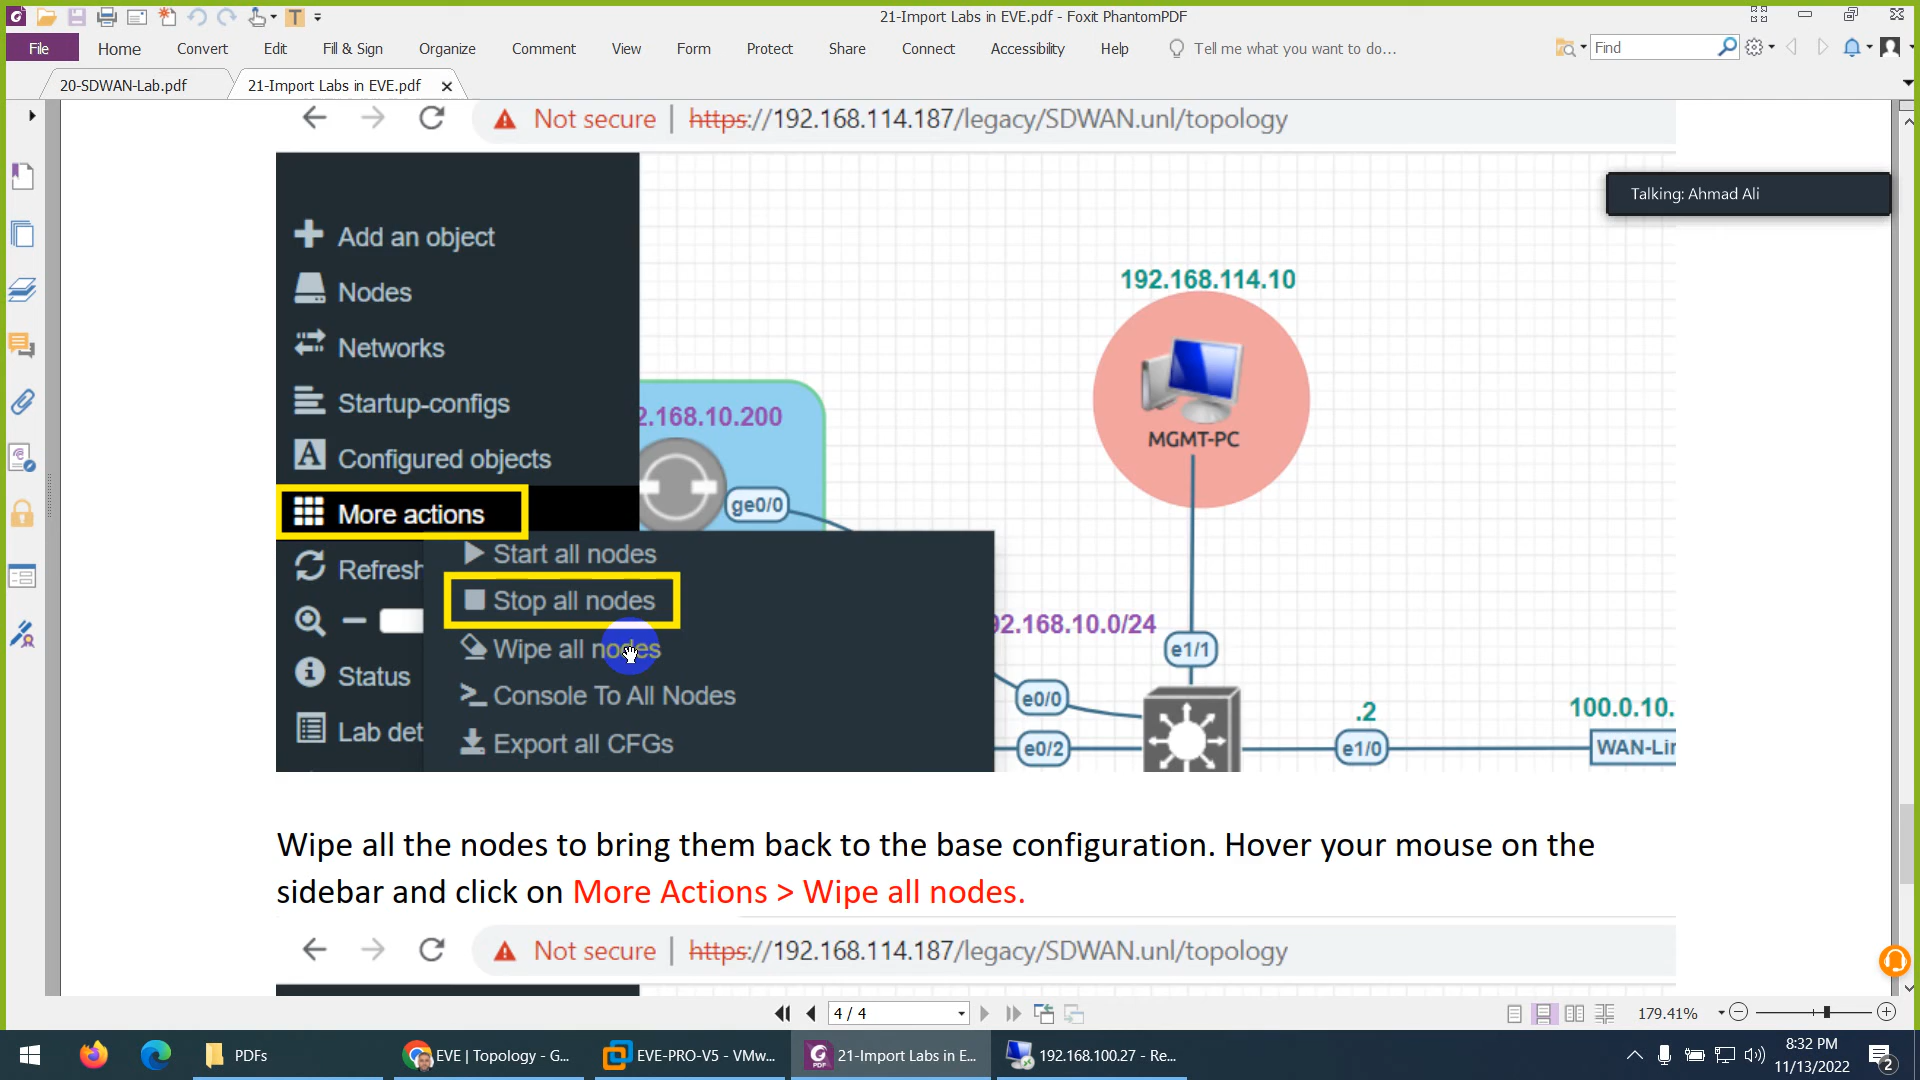 21-Import Labs in EVE.pdf - Foxit PhantomPDF
File Home Convert Edit Fill & Sign Organize Comment View Form Protect Share Connect Accessibility Help Tell me what you want to do... Find
20-SDWAN-Lab.pdf 21-Import Labs in EVE.pdf
Not secure | https://192.168.114.187/legacy/SDWAN.unl/topology
Talking: Ahmad Ali
Add an object
192.168.114.10
Nodes
Networks
Startup-configs
2.168.10.200
MGMT-PC
Configured objects
ge0/0
More actions
Start all nodes
Refresh
Stop all nodes
92.168.10.0/24
Wipe all nodes
e1/1
Status
Console To All Nodes
e0/0
.2
100.0.10.
Lab det
Export all CFGs
e0/2
e1/0
WAN-Lin
Wipe all the nodes to bring them back to the base configuration. Hover your mouse on the
sidebar and click on More Actions > Wipe all nodes.
Not secure | https://192.168.114.187/legacy/SDWAN.unl/topology
4 / 4
179.41%
PDFs
EVE | Topology - G...
EVE-PRO-V5 - VMw...
21-Import Labs in E...
192.168.100.27 - Re...
8:32 PM
11/13/2022
2